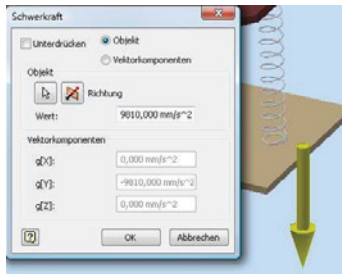 Schwerkraft
Unterdrücken
Objekt
Vektorkomponenten
Objekt
Richtung
Wert: 9810,000 mm/s^2
Vektorkomponenten
g[X]: 0,000 mm/s^2
g[Y]: -9810,000 mm/s^2
g[Z]: 0,000 mm/s^2
OK Abbrechen